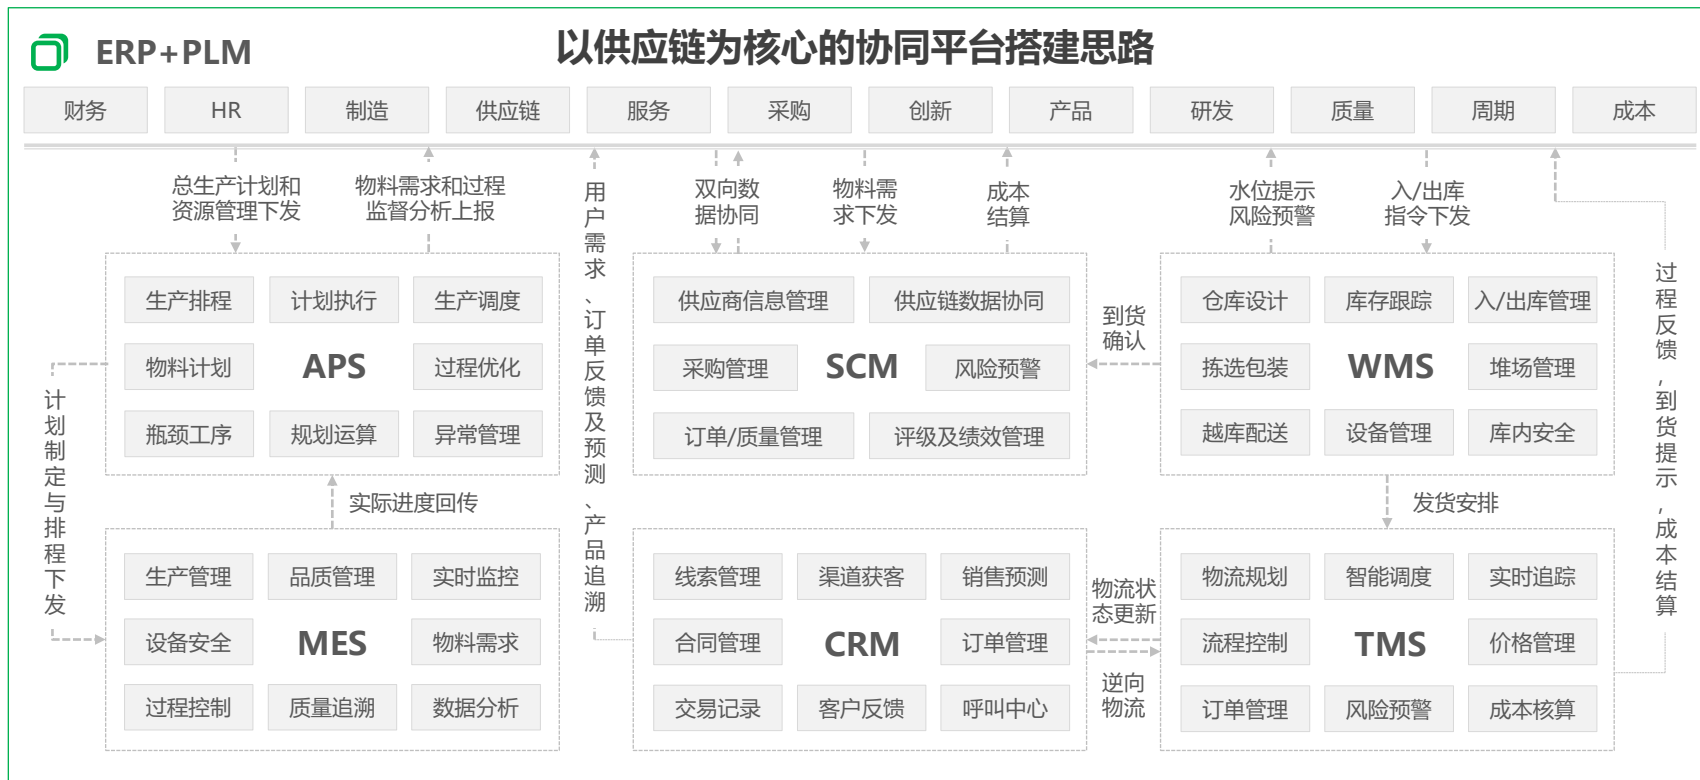 ERP+PLM
以供应链为核心的协同平台搭建思路
财务
HR
制造
供应链
服务
采购
创新
产品
研发
质量
周期
成本
总生产计划和
资源管理下发
物料需求和过程
监督分析上报
用户需求、订单反馈及预测、产品追溯
双向数
据协同
物料需
求下发
成本
结算
水位提示
风险预警
入/出库
指令下发
过程反馈,到货提示,成本结算
生产排程
计划执行
生产调度
物料计划
APS
过程优化
瓶颈工序
规划运算
异常管理
供应商信息管理
供应链数据协同
采购管理
SCM
风险预警
订单/质量管理
评级及绩效管理
到货
确认
仓库设计
库存跟踪
入/出库管理
拣选包装
WMS
堆场管理
越库配送
设备管理
库内安全
计划制定与排程下发
实际进度回传
发货安排
生产管理
品质管理
实时监控
设备安全
MES
物料需求
过程控制
质量追溯
数据分析
线索管理
渠道获客
销售预测
合同管理
CRM
订单管理
交易记录
客户反馈
呼叫中心
物流状
态更新
逆向
物流
物流规划
智能调度
实时追踪
流程控制
TMS
价格管理
订单管理
风险预警
成本核算